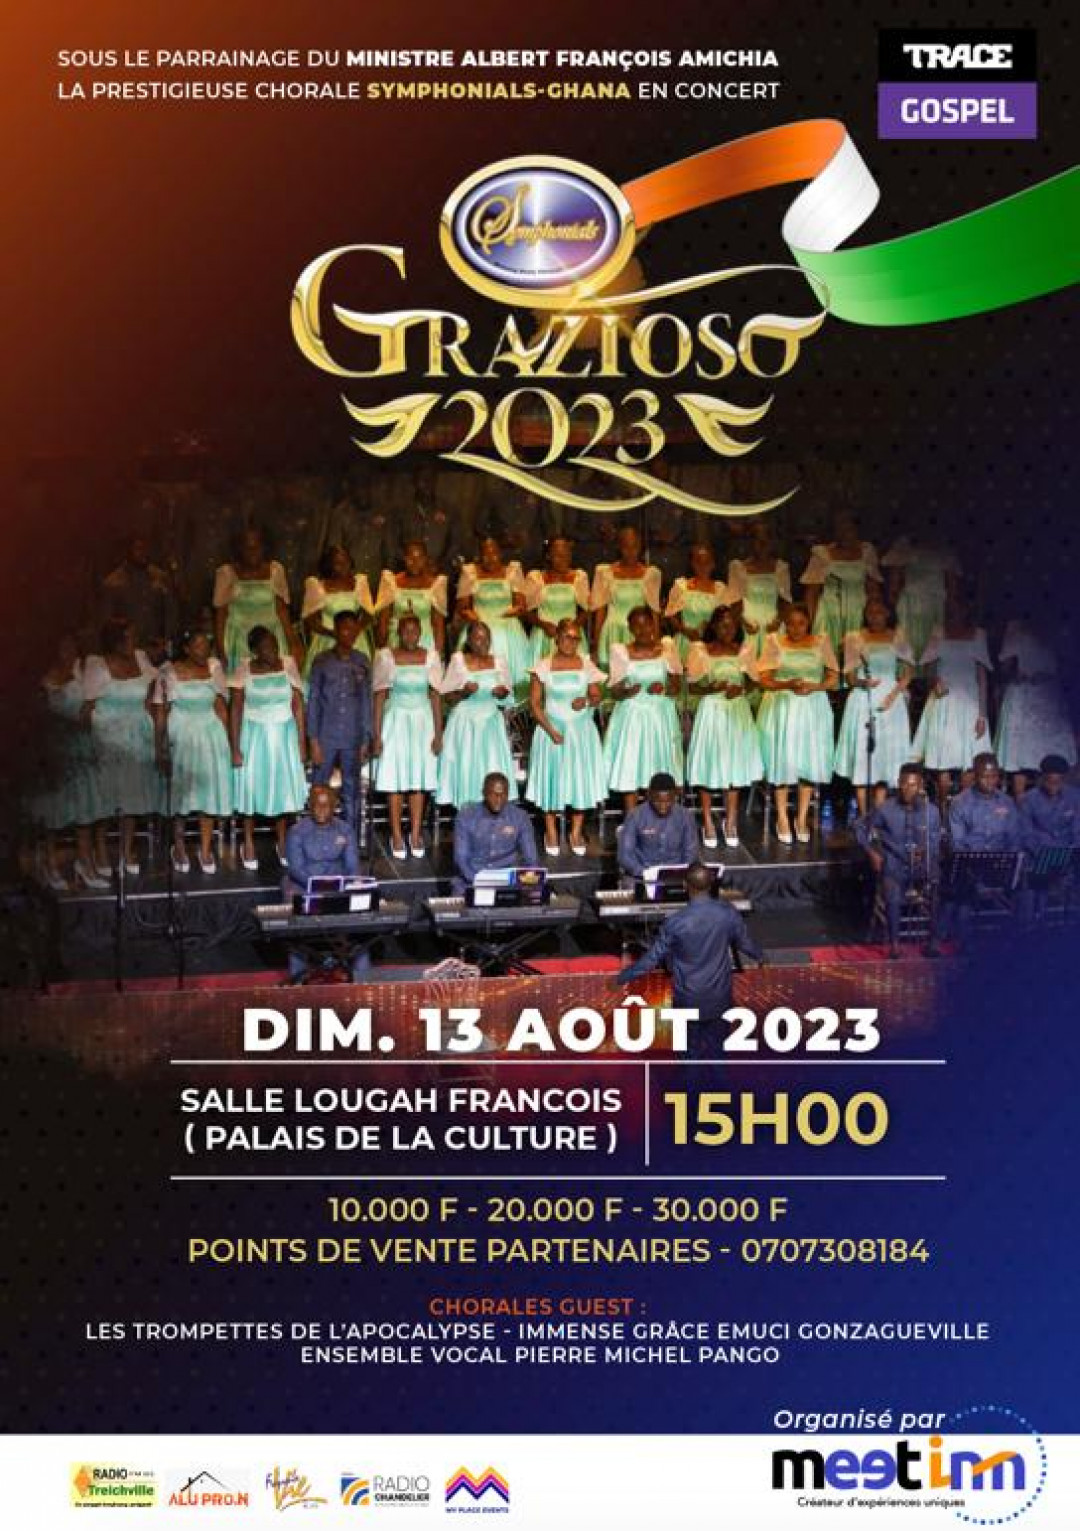 SOUS LE PARRAINAGE DU MINISTRE ALBERT FRANÇOIS AMICHIA
LA PRESTIGIEUSE CHORALE SYMPHONIALS-GHANA EN CONCERT
TRACE
GOSPEL
Symphonials
GRAZIOSO
2023
DIM. 13 AOÛT 2023
SALLE LOUGAH FRANCOIS
( PALAIS DE LA CULTURE )
15H00
10.000 F - 20.000 F - 30.000 F
POINTS DE VENTE PARTENAIRES - 0707308184
CHORALES GUEST :
LES TROMPETTES DE L'APOCALYPSE - IMMENSE GRÂCE EMUCI GONZAGUEVILLE
ENSEMBLE VOCAL PIERRE MICHEL PANGO
Organisé par
meetinn
Créateur d'expériences uniques
RADIO
Treichville
ALU PRO.N
RADIO
CHANDELIER
MY PLACE EVENTS